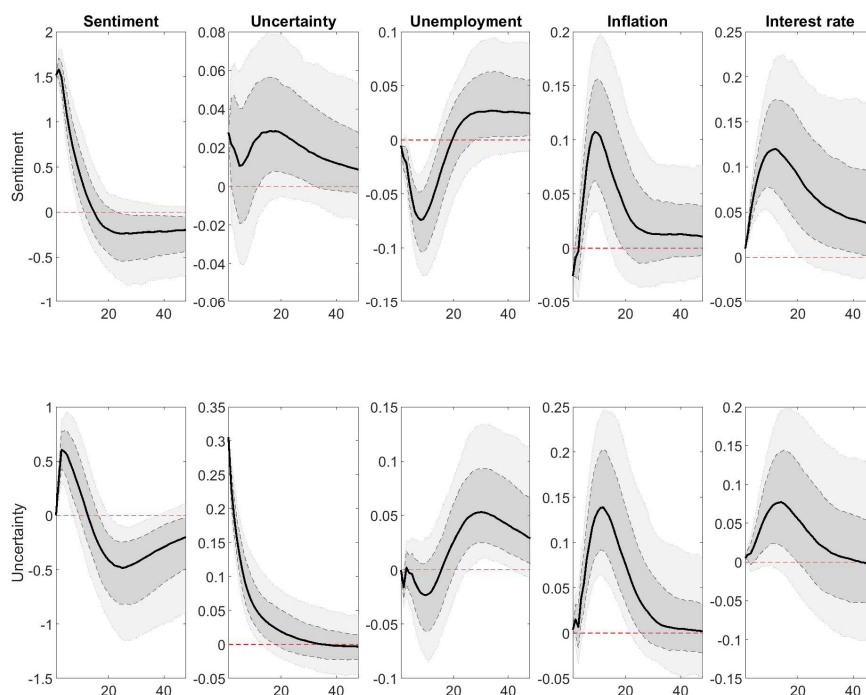 Sentiment Uncertainty Unemployment Inflation Interest rate
Sentiment
2 0.08 0.1 0.2 0.25
1.5 0.06 0.05 0.15 0.2
1 0.04 0 0.1 0.15
0.5 0.02 -0.05 0.05 0.1
0 0 -0.1 0 0.05
-0.5 -0.02 -0.15 -0.05 0
-1 -0.04 -0.05
-0.06
20 40 20 40 20 40 20 40 20 40
Uncertainty
1 0.35 0.15 0.25 0.2
0.5 0.3 0.1 0.2 0.15
0 0.25 0.05 0.15 0.1
-0.5 0.2 0 0.1 0.05
-1 0.15 -0.05 0.05 0
-1.5 0.1 -0.1 0 -0.05
0.05 -0.05 -0.1
0 -0.15
-0.05
20 40 20 40 20 40 20 40 20 40